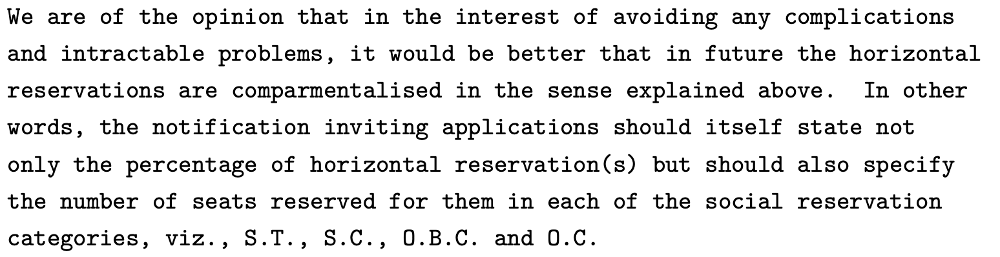 We are of the opinion that in the interest of avoiding any complications
and intractable problems, it would be better that in future the horizontal
reservations are comparmentalised in the sense explained above.  In other
words, the notification inviting applications should itself state not
only the percentage of horizontal reservation(s) but should also specify
the number of seats reserved for them in each of the social reservation
categories, viz., S.T., S.C., O.B.C. and O.C.